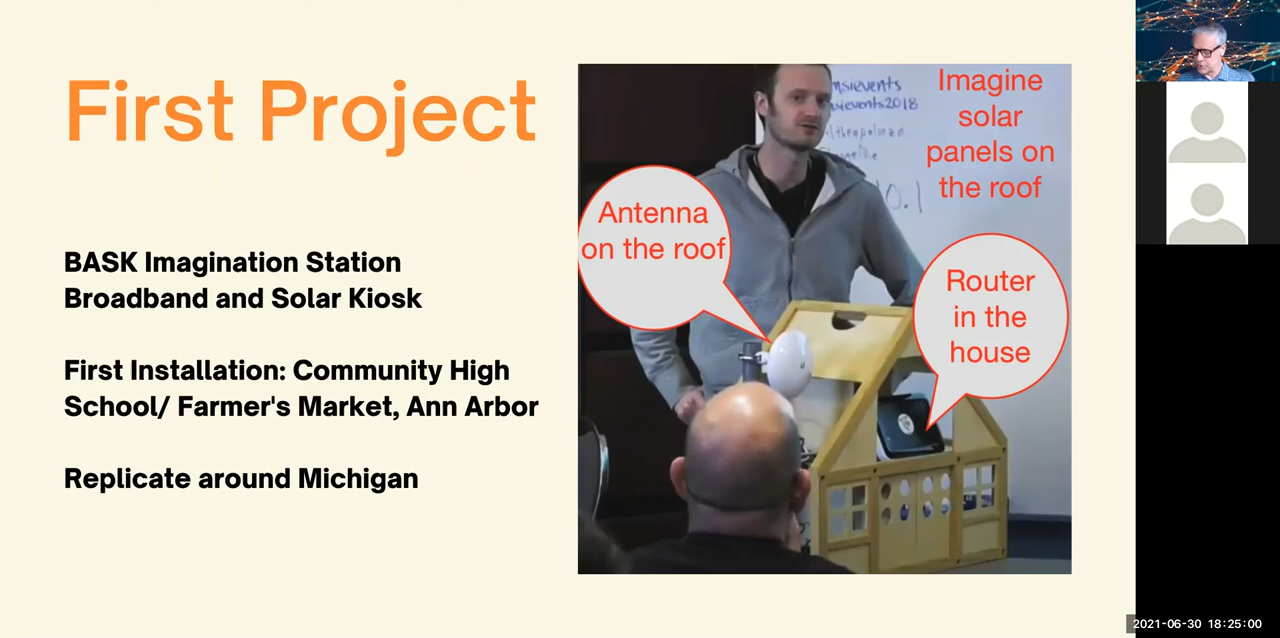 First Project
BASK Imagination Station
Broadband and Solar Kiosk
First Installation: Community High
School/ Farmer's Market, Ann Arbor
Replicate around Michigan
Imagine
solar
panels on
the roof
Antenna
on the roof
Router
in the
house
10.1
2021-06-30 18:25:00